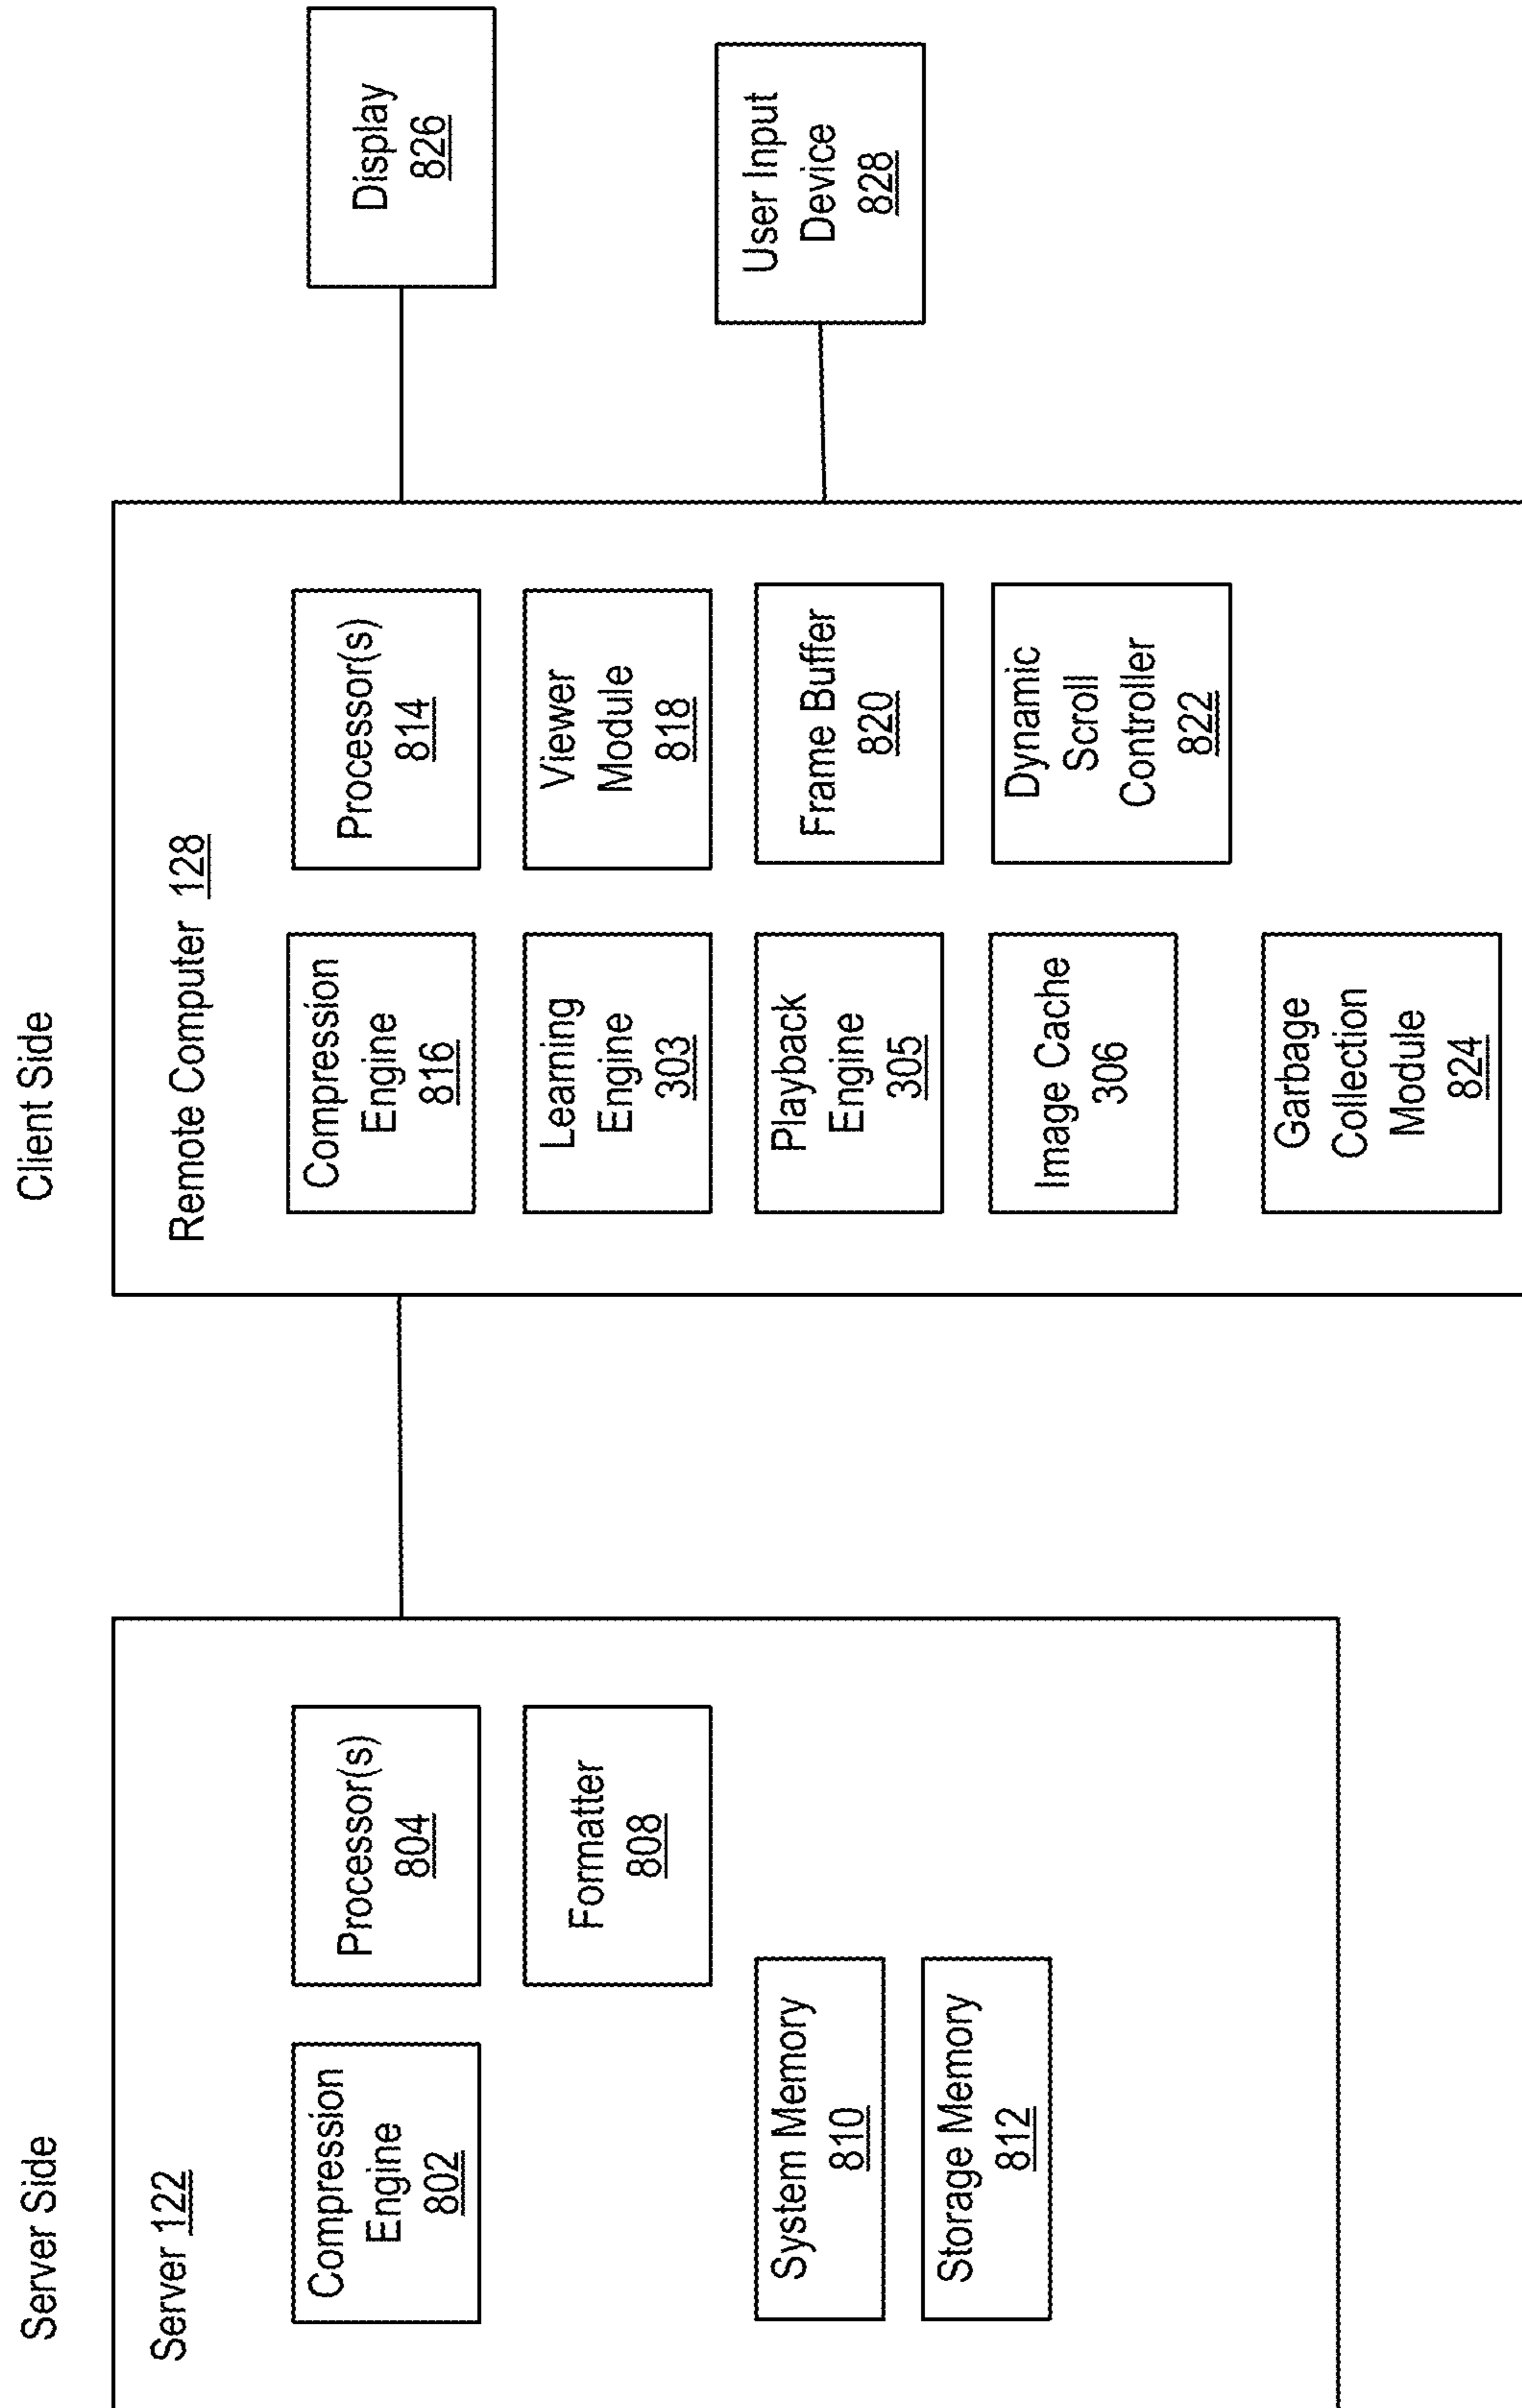 Server Side
Server 122
Compression
Engine
802
Processor(s)
804
Formatter
808
System Memory
810
Storage Memory
812
Client Side
Remote Computer 128
Compression
Engine
816
Processor(s)
814
Learning
Engine
303
Viewer
Module
818
Playback
Engine
305
Frame Buffer
820
Image Cache
306
Dynamic
Scroll
Controller
822
Garbage
Collection
Module
824
Display
826
User Input
Device
828